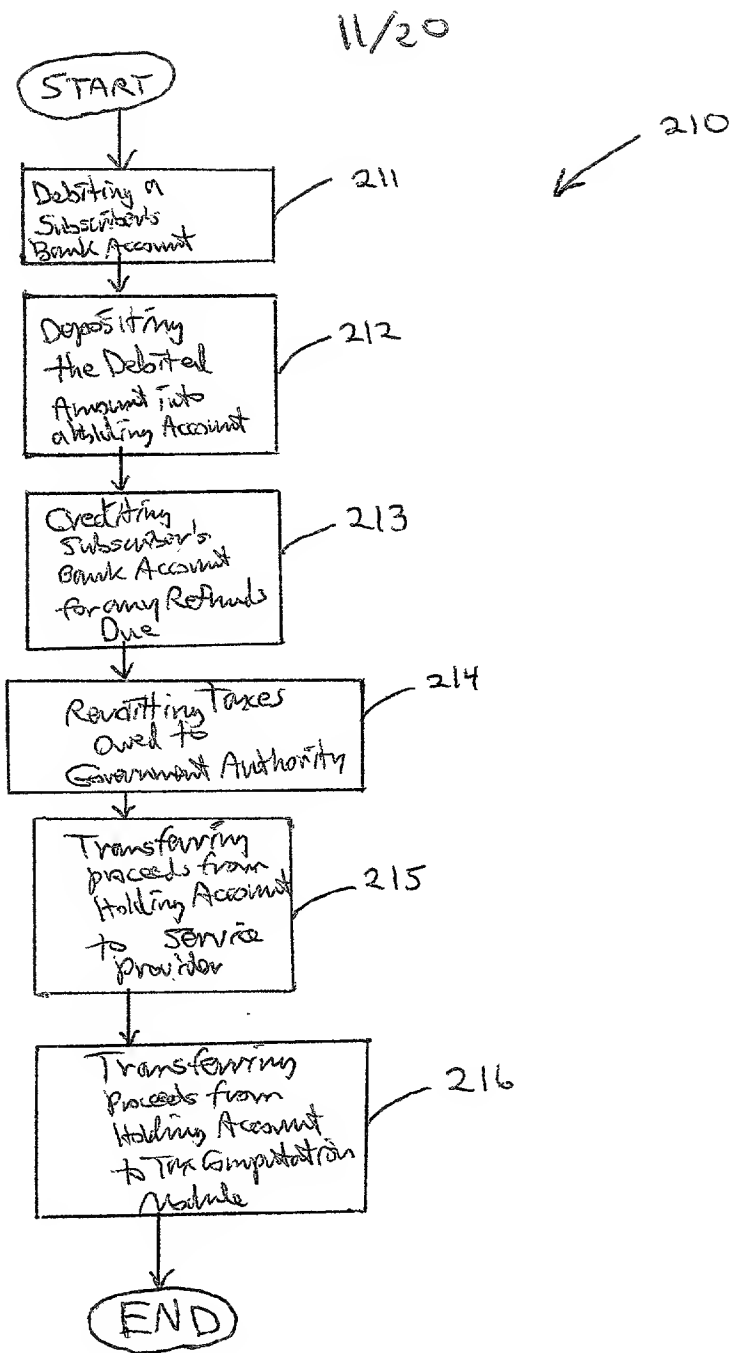 11/20
START
210
Debiting a
Subscriber's
Bank Account
211
Depositing
the Debited
Amount into
a Holding Account
212
Crediting
Subscriber's
Bank Account
for any Refunds
Due
213
Remitting Taxes
owed to
Government Authority
214
Transferring
proceeds from
Holding Account
to Service
provider
215
Transferring
proceeds from
Holding Account
to Tax Computation
Module
216
END